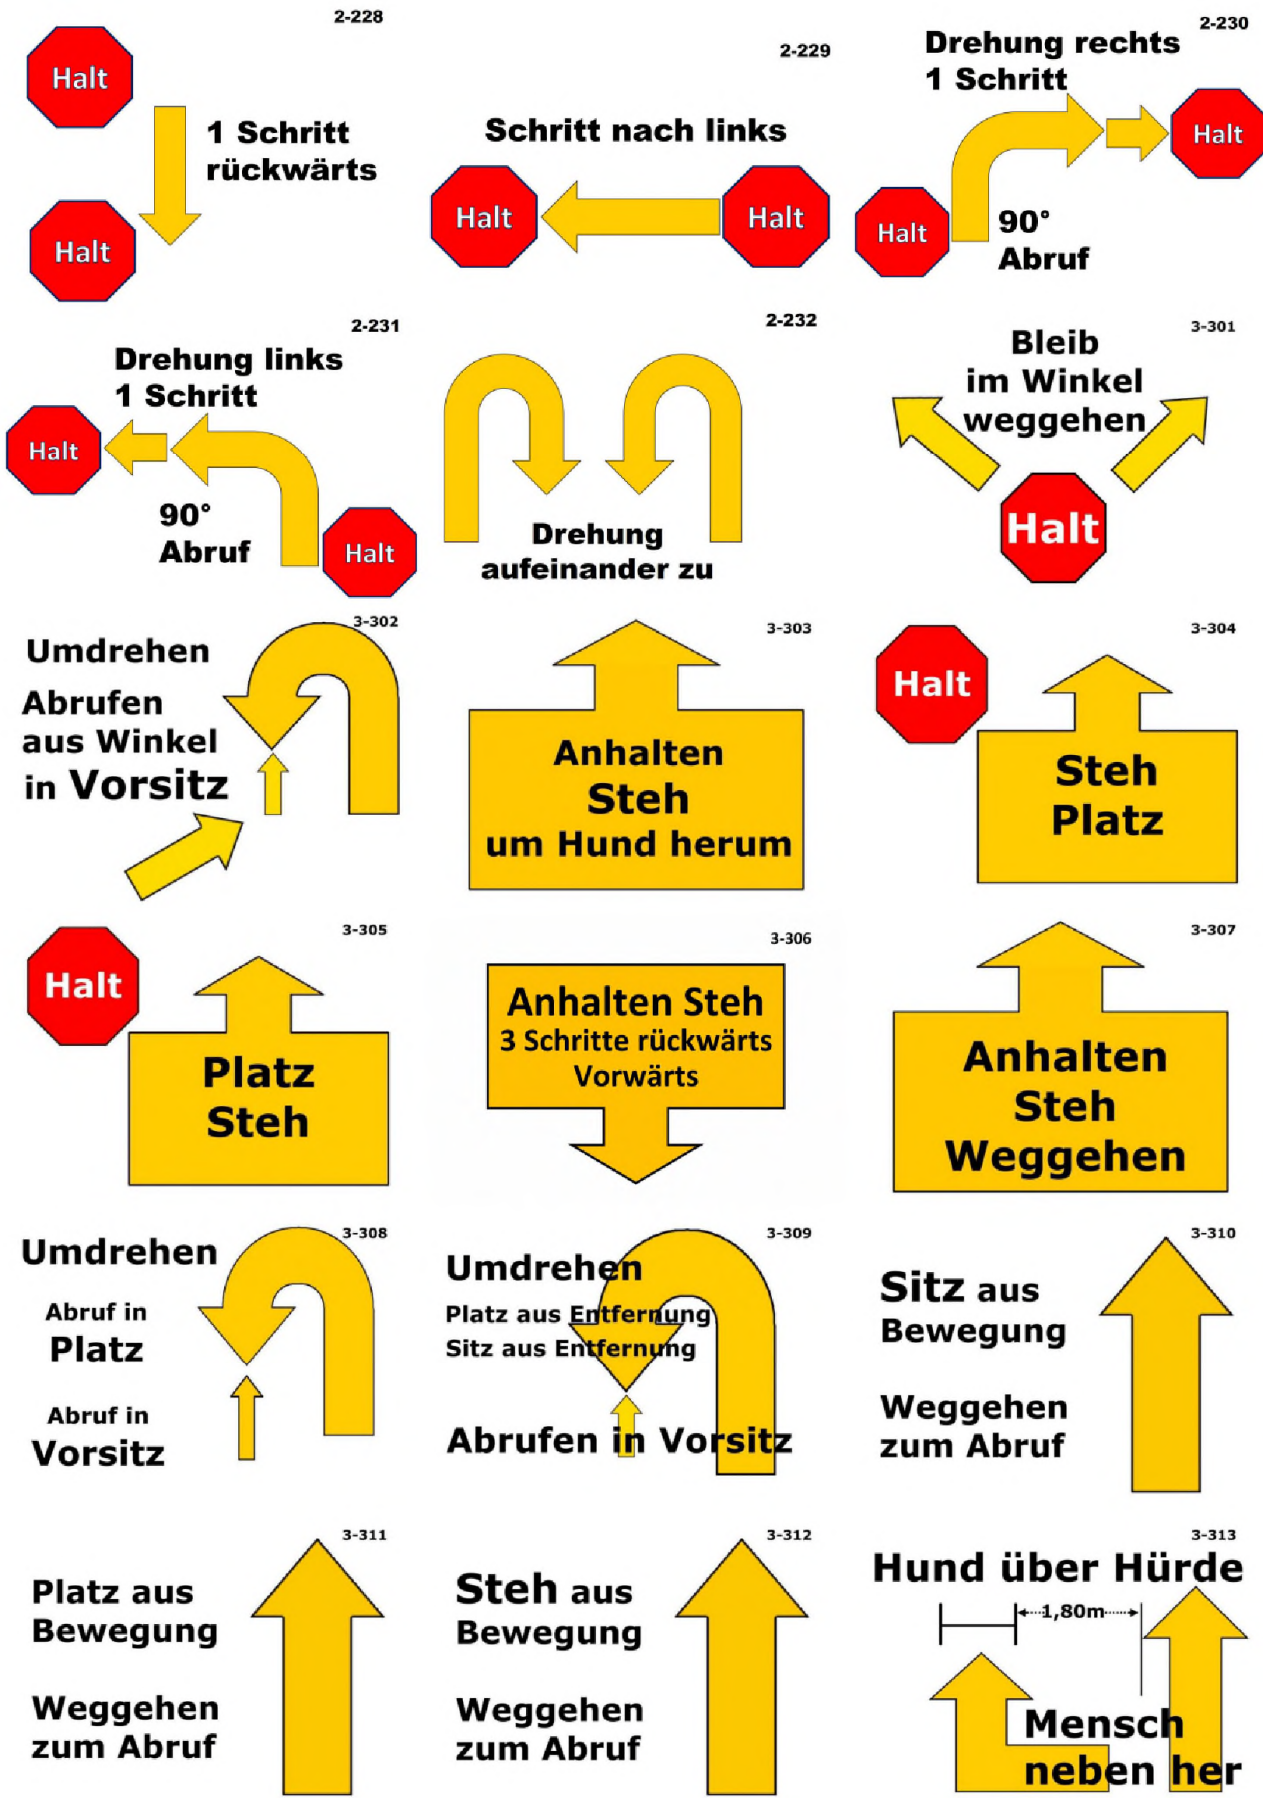 2-228
Halt
1 Schritt
rückwärts
Halt
2-229
Schritt nach links
Halt
Halt
2-230
Drehung rechts
1 Schritt
Halt
Halt
90°
Abruf
2-231
Drehung links
1 Schritt
Halt
90°
Abruf
Halt
2-232
Drehung
aufeinander zu
3-301
Bleib
im Winkel
weggehen
Halt
3-302
Umdrehen
Abrufen
aus Winkel
in Vorsitz
3-303
Anhalten
Steh
um Hund herum
3-304
Halt
Steh
Platz
3-305
Halt
Platz
Steh
3-306
Anhalten Steh
3 Schritte rückwärts
Vorwärts
3-307
Anhalten
Steh
Weggehen
3-308
Umdrehen
Abruf in
Platz
Abruf in
Vorsitz
3-309
Umdrehen
Platz aus Entfernung
Sitz aus Entfernung
Abrufen in Vorsitz
3-310
Sitz aus
Bewegung
Weggehen
zum Abruf
3-311
Platz aus
Bewegung
Weggehen
zum Abruf
3-312
Steh aus
Bewegung
Weggehen
zum Abruf
3-313
Hund über Hürde
1,80m
Mensch
neben her